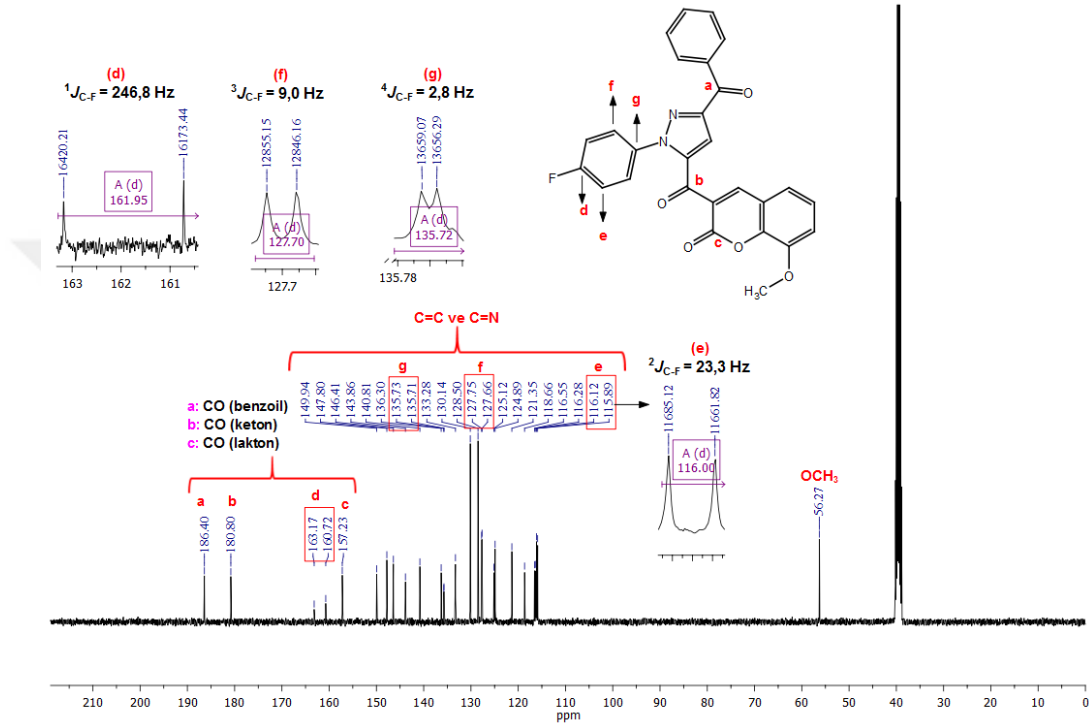 (d)
¹J C-F = 246,8 Hz
16420.21
16173.44
A (d)
161.95
163 162 161
(f)
³J C-F = 9,0 Hz
12855.15
12846.16
A (d)
127.70
127.7
(g)
⁴J C-F = 2,8 Hz
13659.07
13656.29
A (d)
135.72
135.78
a
O
f
g
N
N
F
b
O
d
e
O
O
c
O
H₃C
C=C ve C=N
g f e
149.94
147.80
146.41
143.86
140.81
136.30
135.73
135.71
133.28
130.14
128.50
127.75
127.66
125.12
124.89
121.35
118.66
116.55
116.28
116.12
115.89
(e)
²J C-F = 23,3 Hz
11685.12
11661.82
A (d)
116.00
a: CO (benzoil)
b: CO (keton)
c: CO (lakton)
a b d c
186.40
180.80
163.17
160.72
157.23
OCH₃
56.27
210 200 190 180 170 160 150 140 130 120 110 100 90 80 70 60 50 40 30 20 10 0
ppm